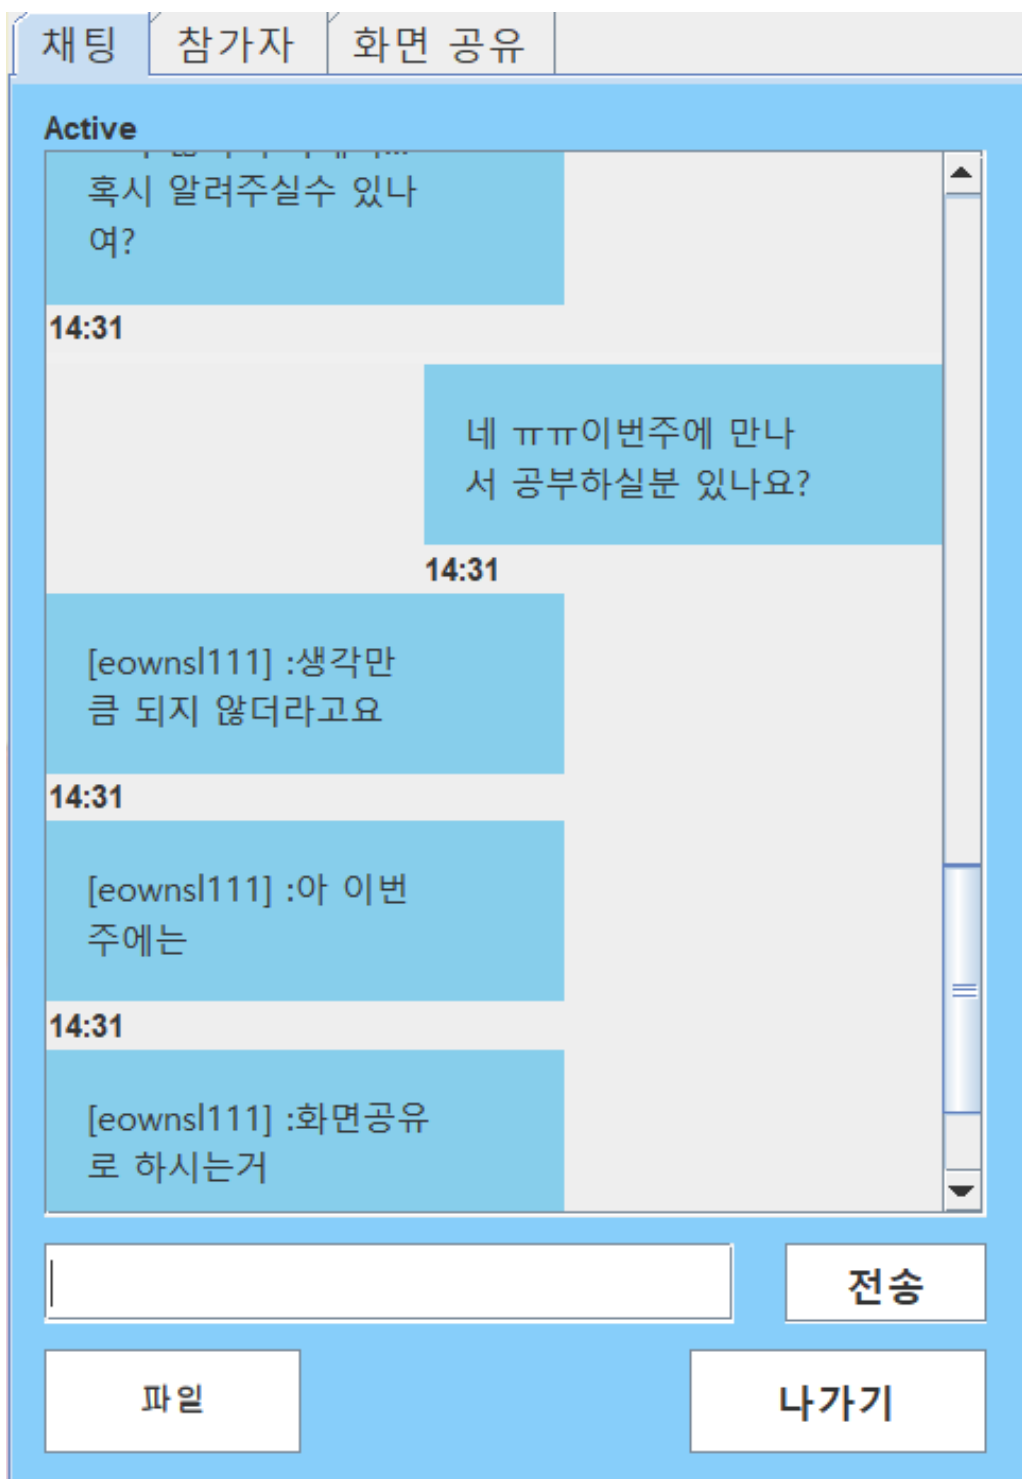 채팅 참가자 화면 공유
Active
혹시 알려주실수 있나
여?
14:31
네 ㅠㅠ이번주에 만나
서 공부하실분 있나요?
14:31
[eownsl111] :생각만
큼 되지 않더라고요
14:31
[eownsl111] :아 이번
주에는
14:31
[eownsl111] :화면공유
로 하시는거
전송
파일 나가기